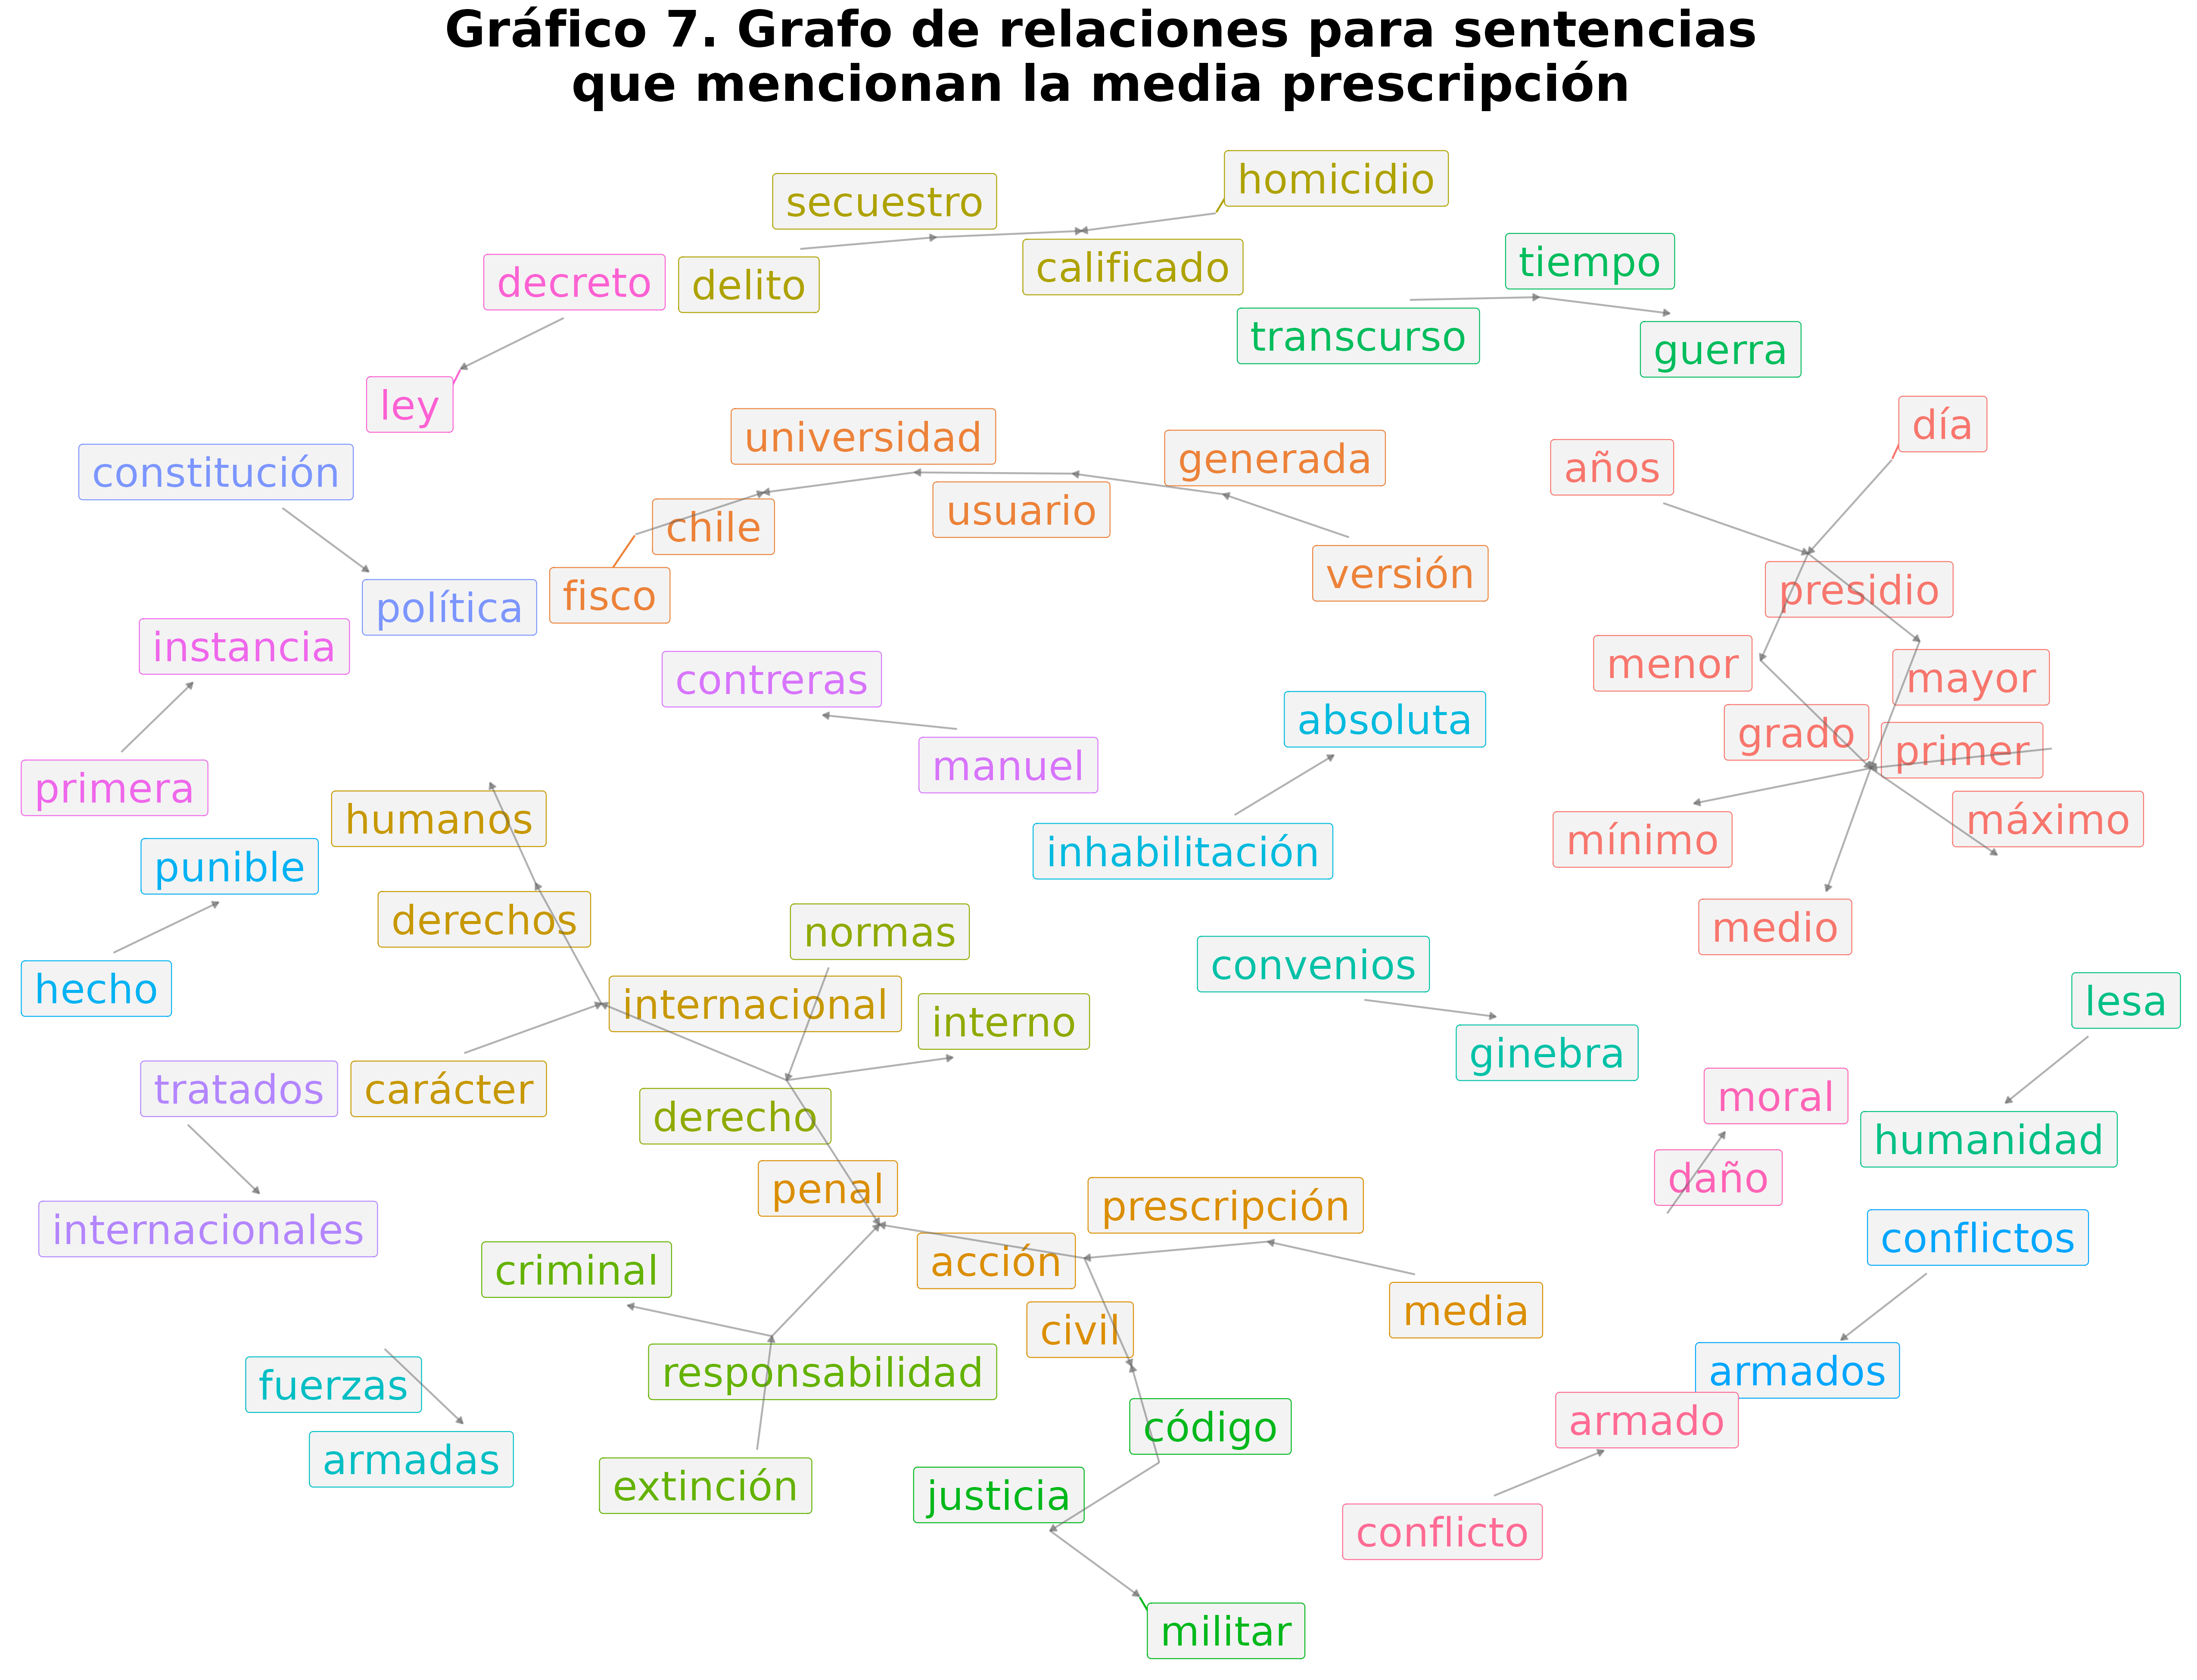 Gráfico 7. Grafo de relaciones para sentencias
que mencionan la media prescripción
homicidio
secuestro
calificado
delito
decreto
tiempo
transcurso
guerra
ley
día
universidad
generada
años
constitución
usuario
chile
versión
fisco
presidio
política
instancia
menor
mayor
contreras
absoluta
grado
primer
manuel
primera
humanos
máximo
mínimo
inhabilitación
punible
derechos
normas
medio
convenios
hecho
internacional
interno
lesa
ginebra
tratados
carácter
moral
derecho
humanidad
daño
penal
prescripción
internacionales
conflictos
acción
criminal
media
civil
responsabilidad
armados
fuerzas
código
armado
armadas
extinción
justicia
conflicto
militar